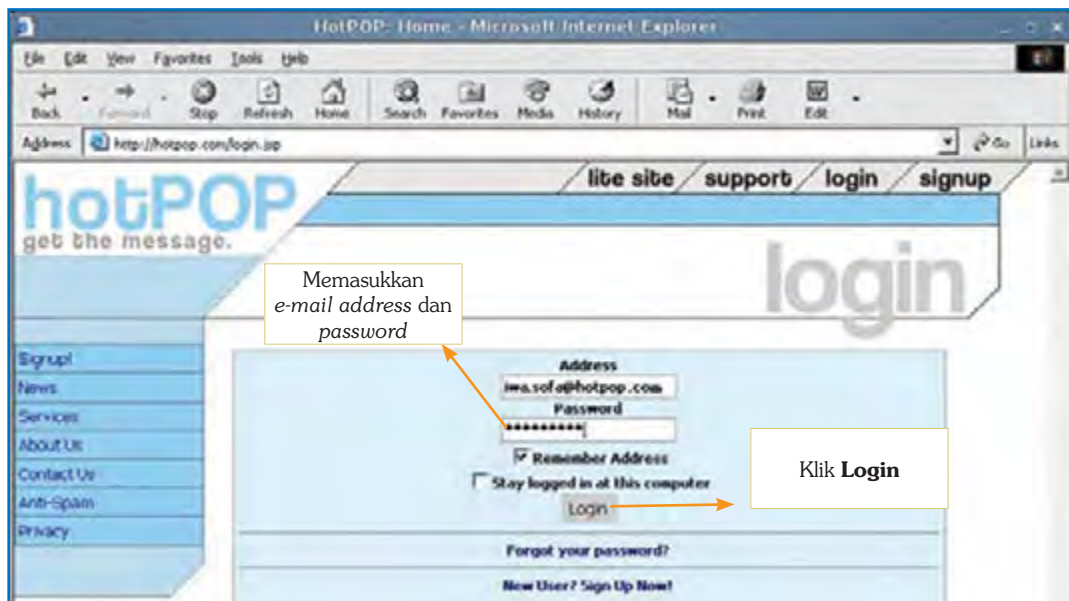 HotPOP: Home - Microsoft Internet Explorer
File Edit View Favorites Tools Help
Back Forward Stop Refresh Home Search Favorites Media History Mail Print Edit
Address http://hotpop.com/login.jsp Go Links
lite site support login signup
hotPOP
get the message.
login
Memasukkan
e-mail address dan
password
Signup!
News
Services
About Us
Contact Us
Anti-Spam
Privacy
Address
iwa.sofa@hotpop.com
Password
*********
Remember Address
Stay logged in at this computer
Login
Klik Login
Forgot your password?
New User? Sign Up Now!